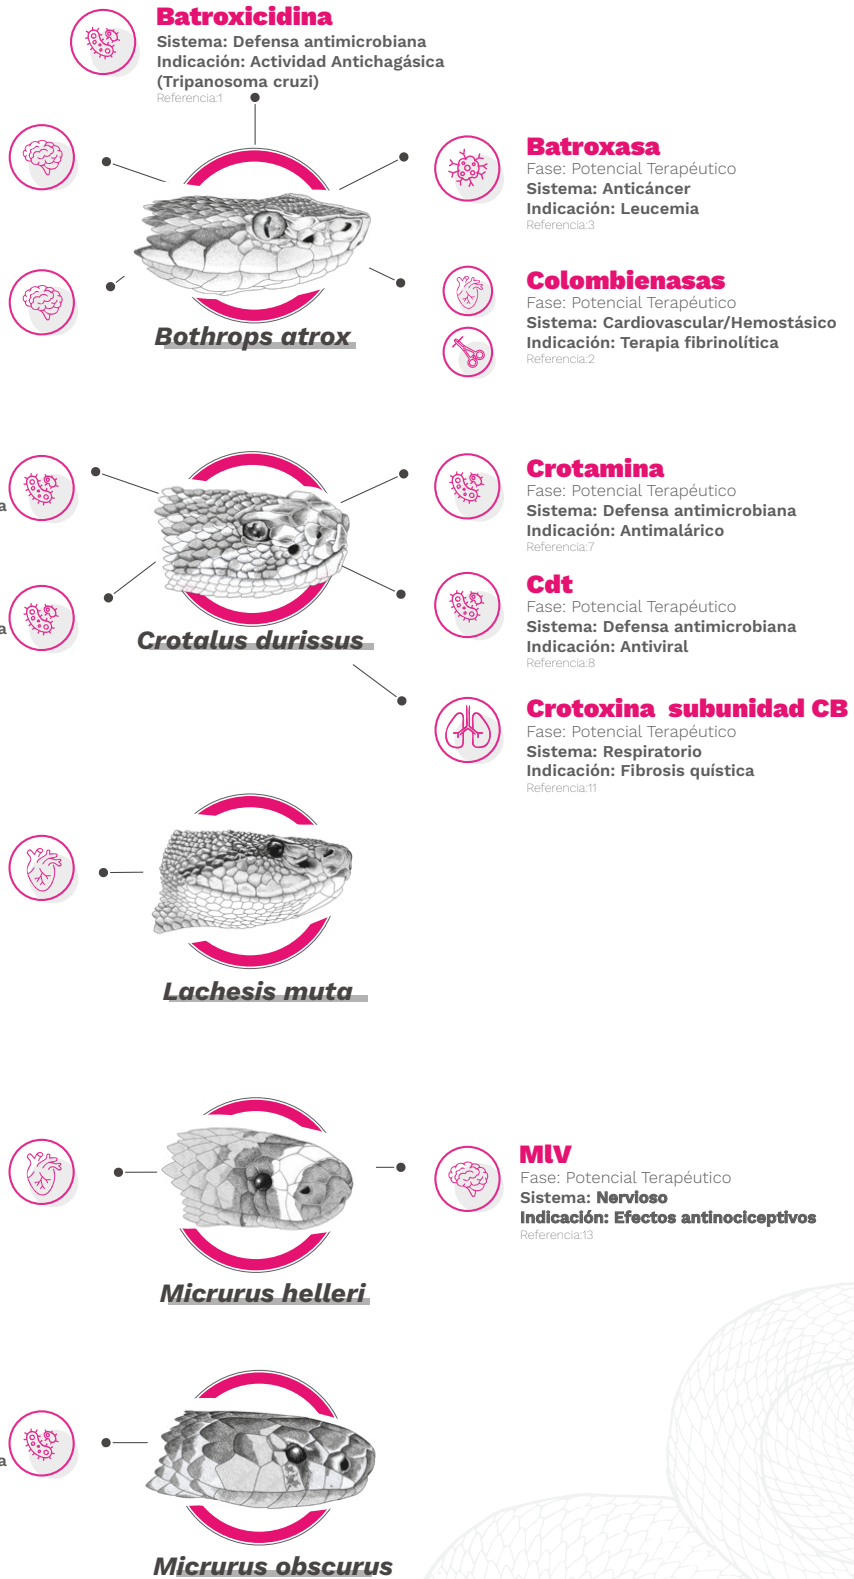 Batroxicidina
Sistema: Defensa antimicrobiana
Indicación: Actividad Antichagásica
(Tripanosoma cruzi)
Referencia:1
Batroxasa
Fase: Potencial Terapéutico
Sistema: Anticáncer
Indicación: Leucemia
Referencia:3
Colombienasas
Fase: Potencial Terapéutico
Sistema: Cardiovascular/Hemostásico
Indicación: Terapia fibrinolítica
Referencia:2
Bothrops atrox
a
Crotamina
Fase: Potencial Terapéutico
Sistema: Defensa antimicrobiana
Indicación: Antimalárico
Referencia:7
Cdt
Fase: Potencial Terapéutico
Sistema: Defensa antimicrobiana
Indicación: Antiviral
Referencia:8
a
Crotalus durissus
Crotoxina subunidad CB
Fase: Potencial Terapéutico
Sistema: Respiratorio
Indicación: Fibrosis quística
Referencia:11
Lachesis muta
MlV
Fase: Potencial Terapéutico
Sistema: Nervioso
Indicación: Efectos antinociceptivos
Referencia:13
Micrurus helleri
a
Micrurus obscurus